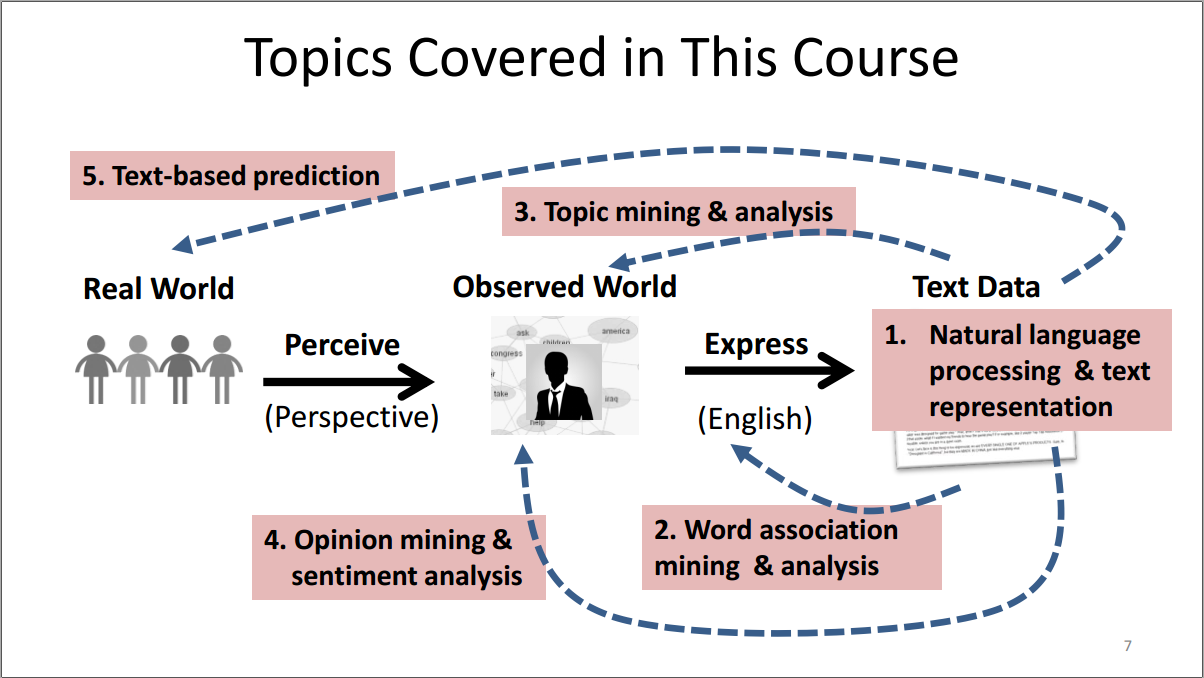 Topics Covered in This Course
5. Text-based prediction
3. Topic mining & analysis
Real World
Observed World
Text Data
Perceive
(Perspective)
ask
america
children
congress
take
iraq
help
Express
(English)
1. Natural language
processing & text
representation
4. Opinion mining &
sentiment analysis
2. Word association
mining & analysis
7